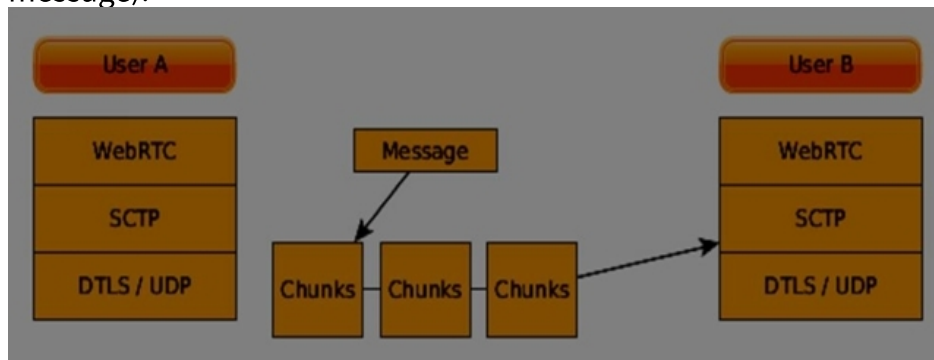 User A
User B
WebRTC
Message
WebRTC
SCTP
SCTP
DTLS / UDP
Chunks
Chunks
Chunks
DTLS / UDP